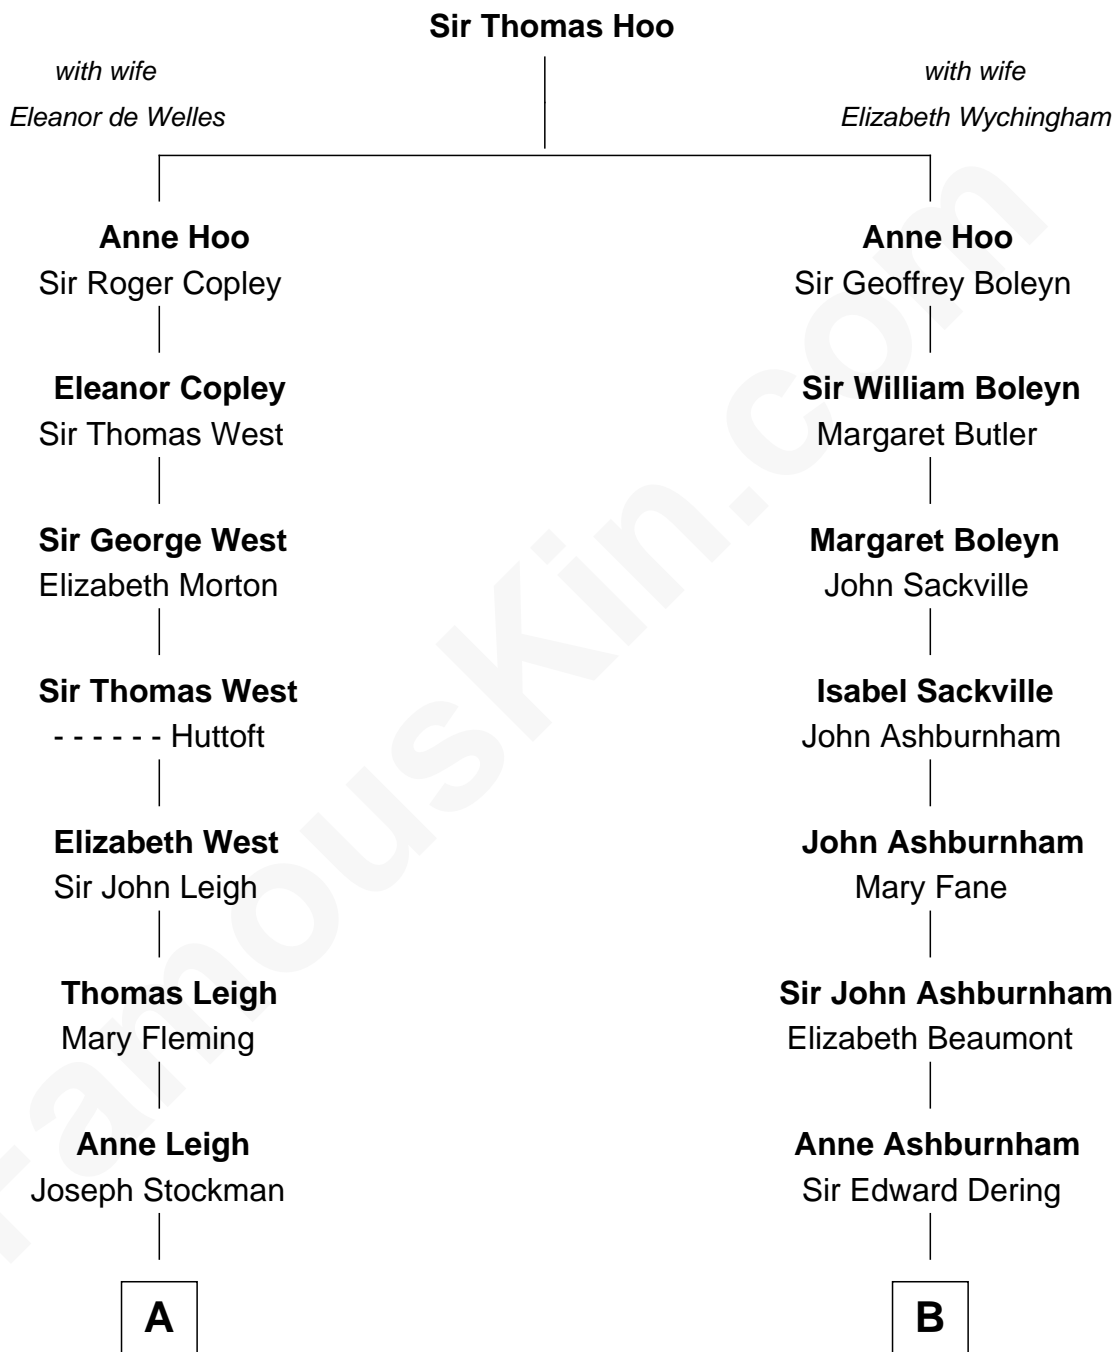 Sir Thomas Hoo
with wife
Eleanor de Welles
with wife
Elizabeth Wychingham
Anne Hoo
Sir Roger Copley
Eleanor Copley
Sir Thomas West
Sir George West
Elizabeth Morton
Sir Thomas West
- - - - - - Huttoft
Elizabeth West
Sir John Leigh
Thomas Leigh
Mary Fleming
Anne Leigh
Joseph Stockman
A
Anne Hoo
Sir Geoffrey Boleyn
Sir William Boleyn
Margaret Butler
Margaret Boleyn
John Sackville
Isabel Sackville
John Ashburnham
John Ashburnham
Mary Fane
Sir John Ashburnham
Elizabeth Beaumont
Anne Ashburnham
Sir Edward Dering
B
FamousKin.com